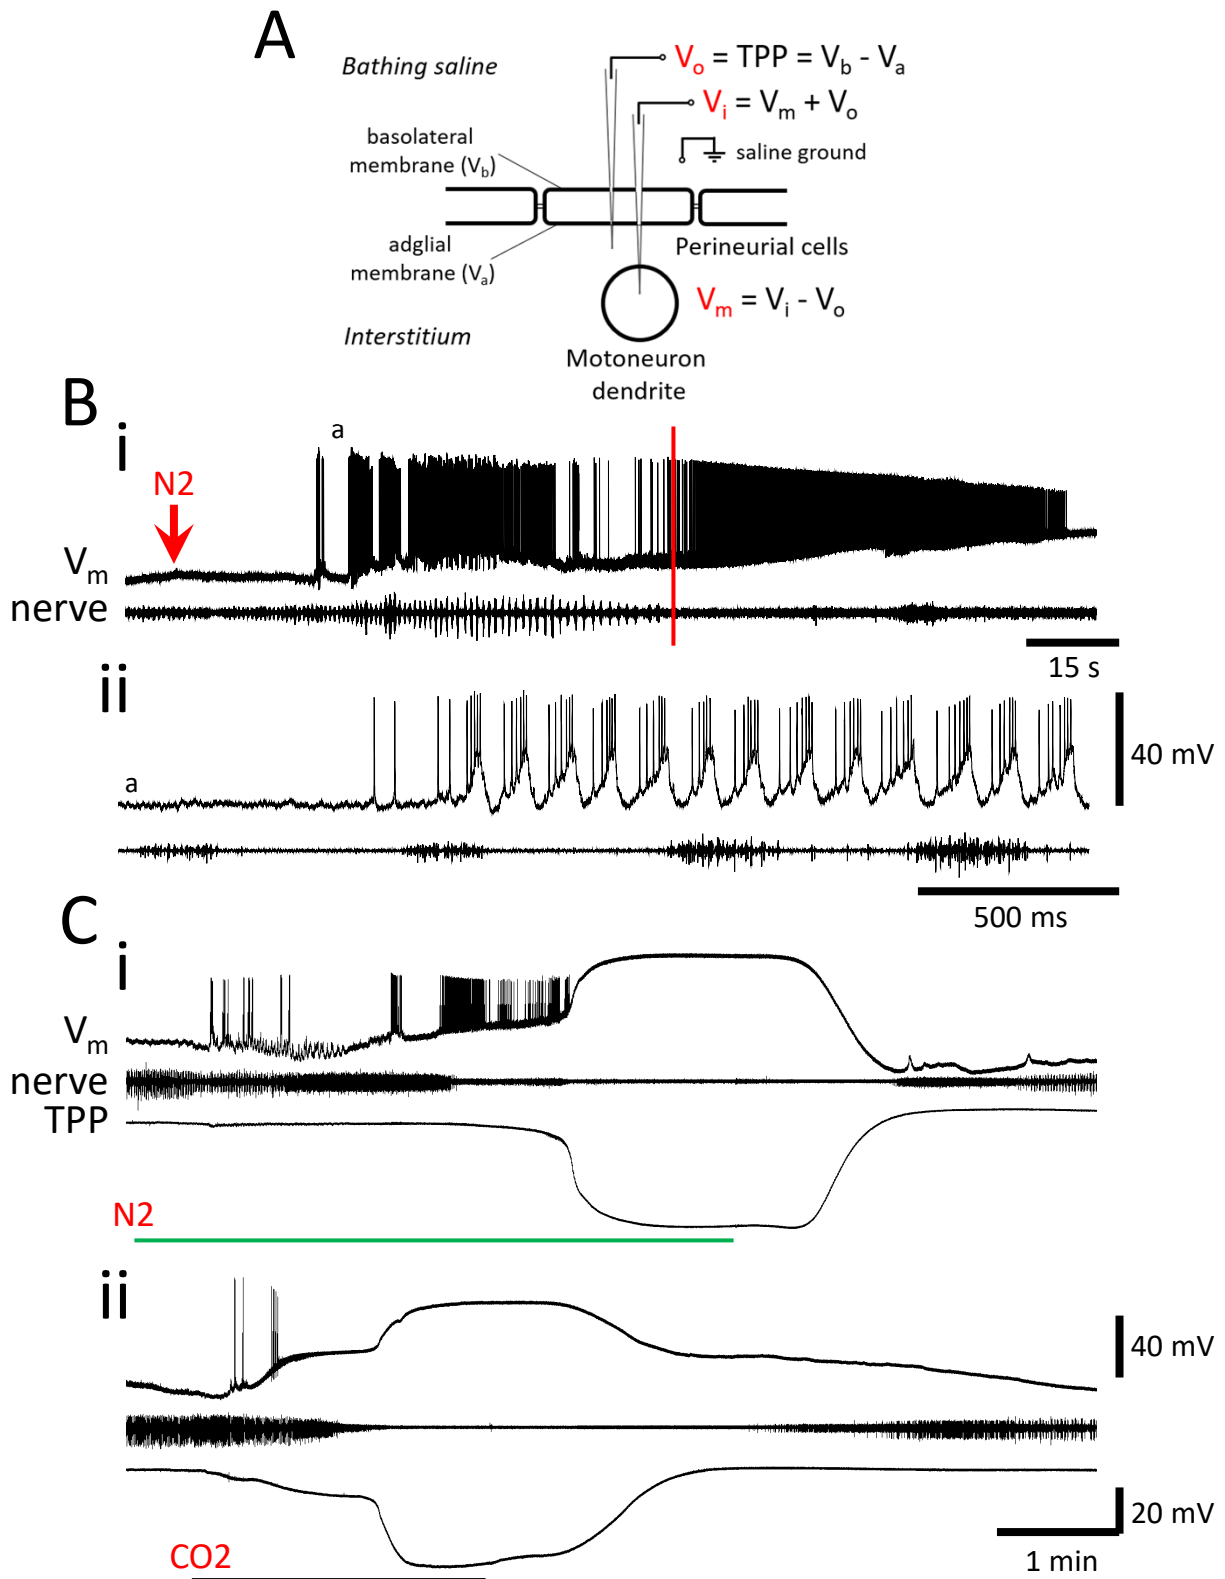 A
Bathing saline
Vo = TPP = Vb - Va
Vi = Vm + Vo
saline ground
basolateral
membrane (Vb)
adglial
membrane (Va)
Perineurial cells
Vm = Vi - Vo
Interstitium
Motoneuron
dendrite
B
i
a
N2
Vm
nerve
15 s
ii
a
40 mV
500 ms
C
i
Vm
nerve
TPP
N2
ii
40 mV
20 mV
CO2
1 min